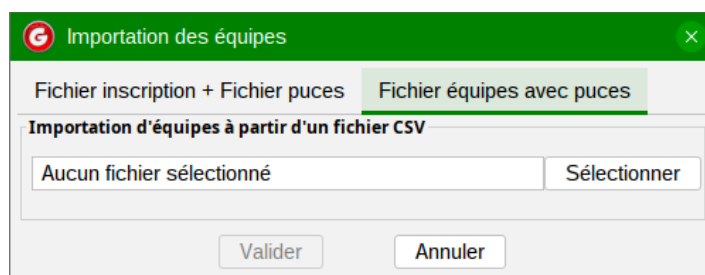 Importation des équipes
Fichier inscription + Fichier puces Fichier équipes avec puces
Importation d'équipes à partir d'un fichier CSV
Aucun fichier sélectionné Sélectionner
Valider Annuler